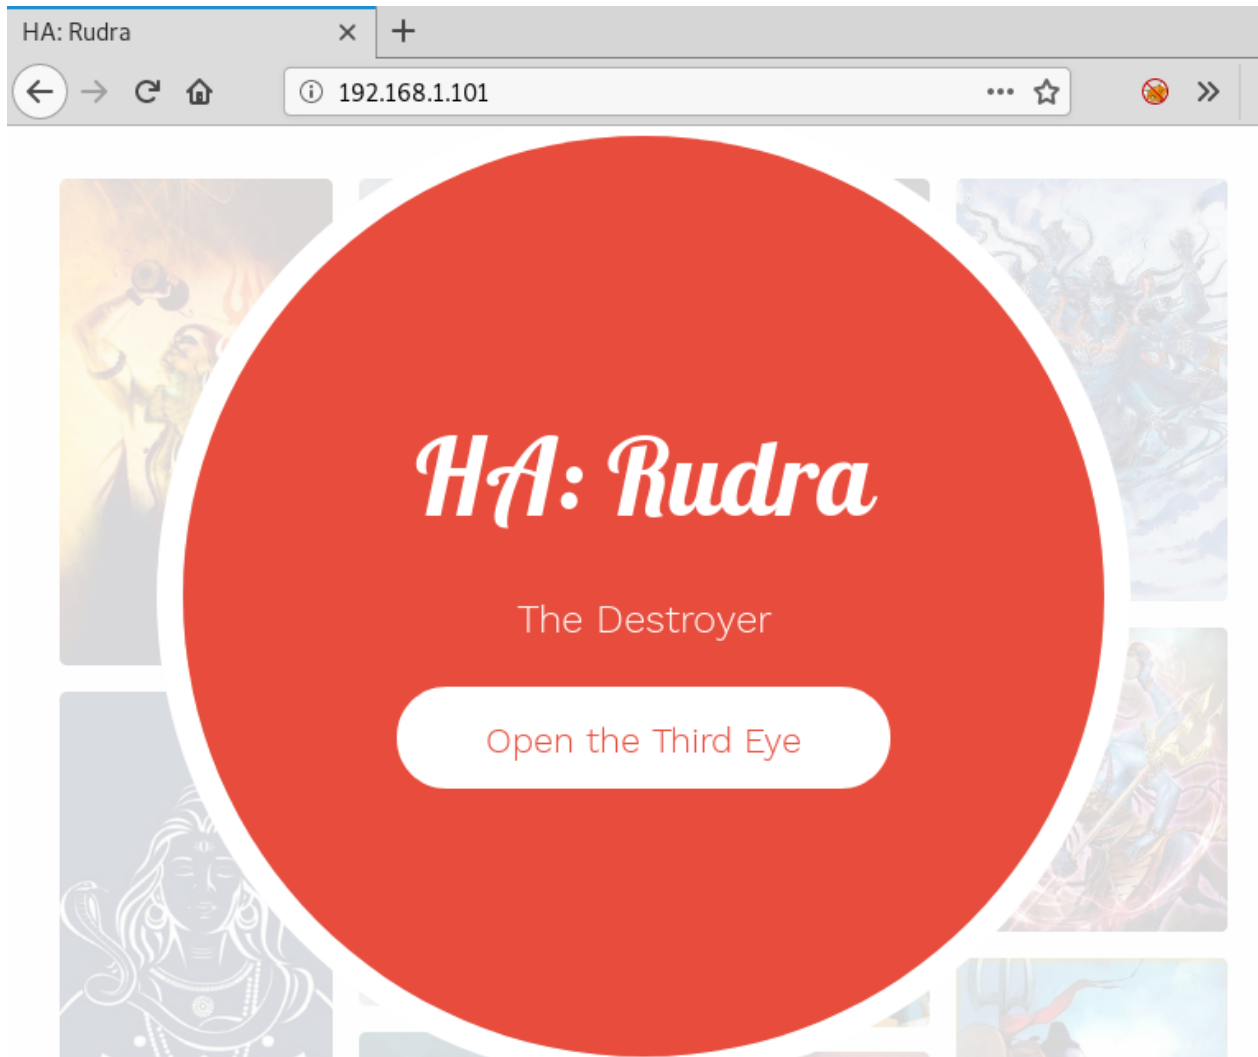 HA: Rudra
192.168.1.101
HA: Rudra
The Destroyer
Open the Third Eye